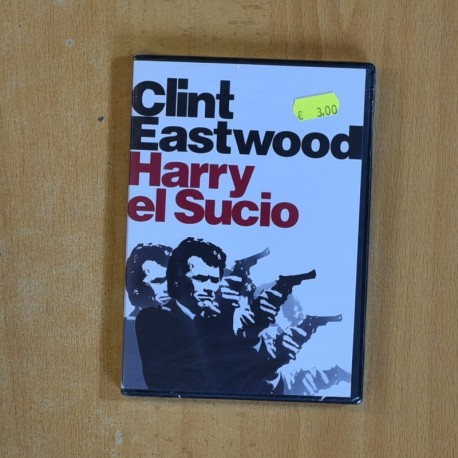 Clint
Eastwood
Harry
el Sucio
€ 3,00